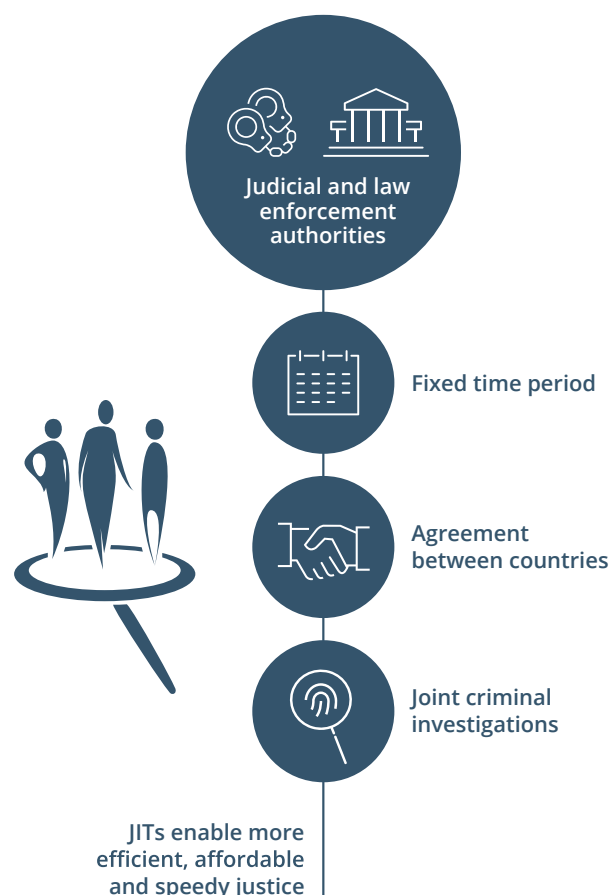 Judicial and law
enforcement
authorities
Fixed time period
Agreement
between countries
Joint criminal
investigations
JITs enable more
efficient, affordable
and speedy justice